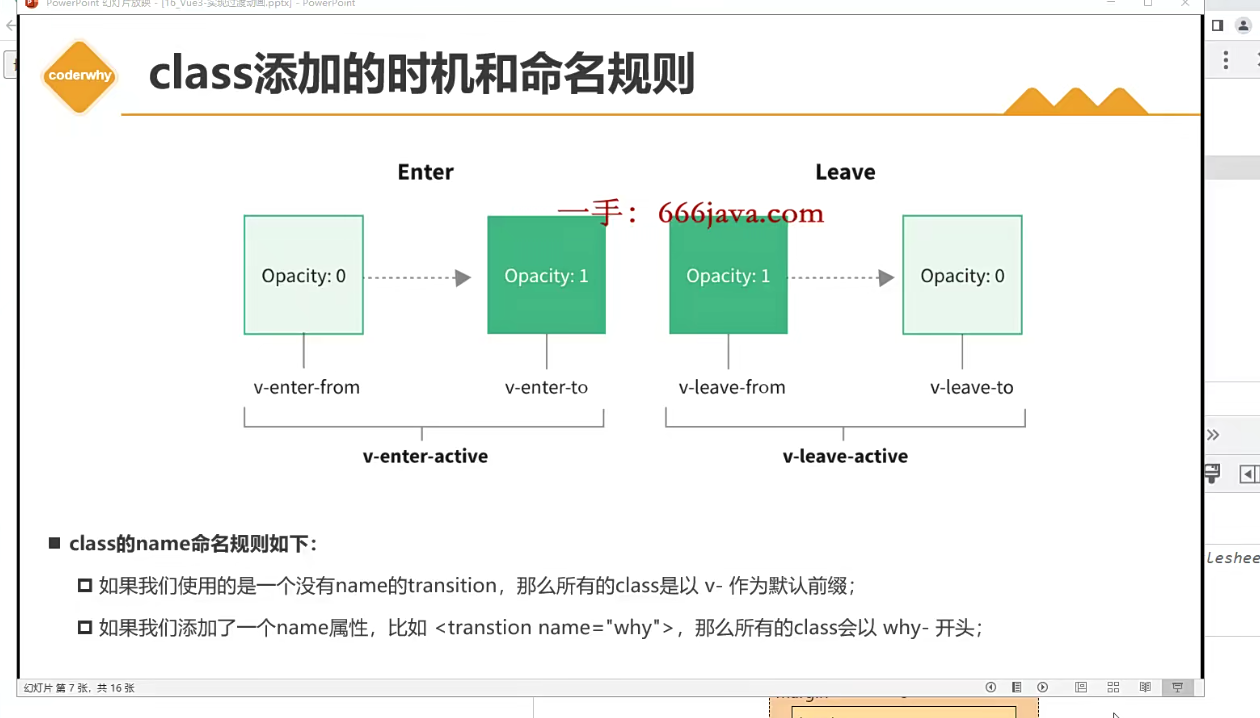 PowerPoint 幻灯片放映 - [16_Vue3-实现过渡动画.pptx] - PowerPoint
coderwhy
class添加的时机和命名规则
Enter
Leave
一手：666java.com
Opacity: 0
Opacity: 1
Opacity: 1
Opacity: 0
v-enter-from
v-enter-to
v-leave-from
v-leave-to
v-enter-active
v-leave-active
class的name命名规则如下：
如果我们使用的是一个没有name的transition，那么所有的class是以 v- 作为默认前缀；
如果我们添加了一个name属性，比如 <transtion name="why">，那么所有的class会以 why- 开头；
leshee
幻灯片 第 7 张，共 16 张